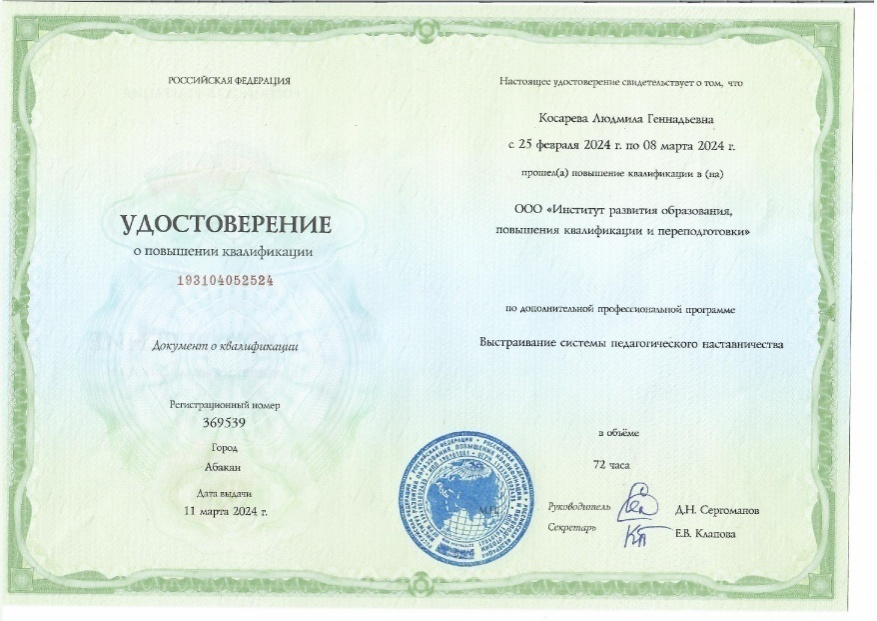 РОССИЙСКАЯ ФЕДЕРАЦИЯ
УДОСТОВЕРЕНИЕ
о повышении квалификации
193104052524
Документ о квалификации
Регистрационный номер
369539
Город
Абакан
Дата выдачи
11 марта 2024 г.
Настоящее удостоверение свидетельствует о том, что
Косарева Людмила Геннадьевна
с 25 февраля 2024 г. по 08 марта 2024 г.
прошел(а) повышение квалификации в (на)
ООО «Институт развития образования,
повышения квалификации и переподготовки»
по дополнительной профессиональной программе
Выстраивание системы педагогического наставничества
в объёме
72 часа
Руководитель
Д.Н. Сергоманов
Секретарь
Е.В. Клапова